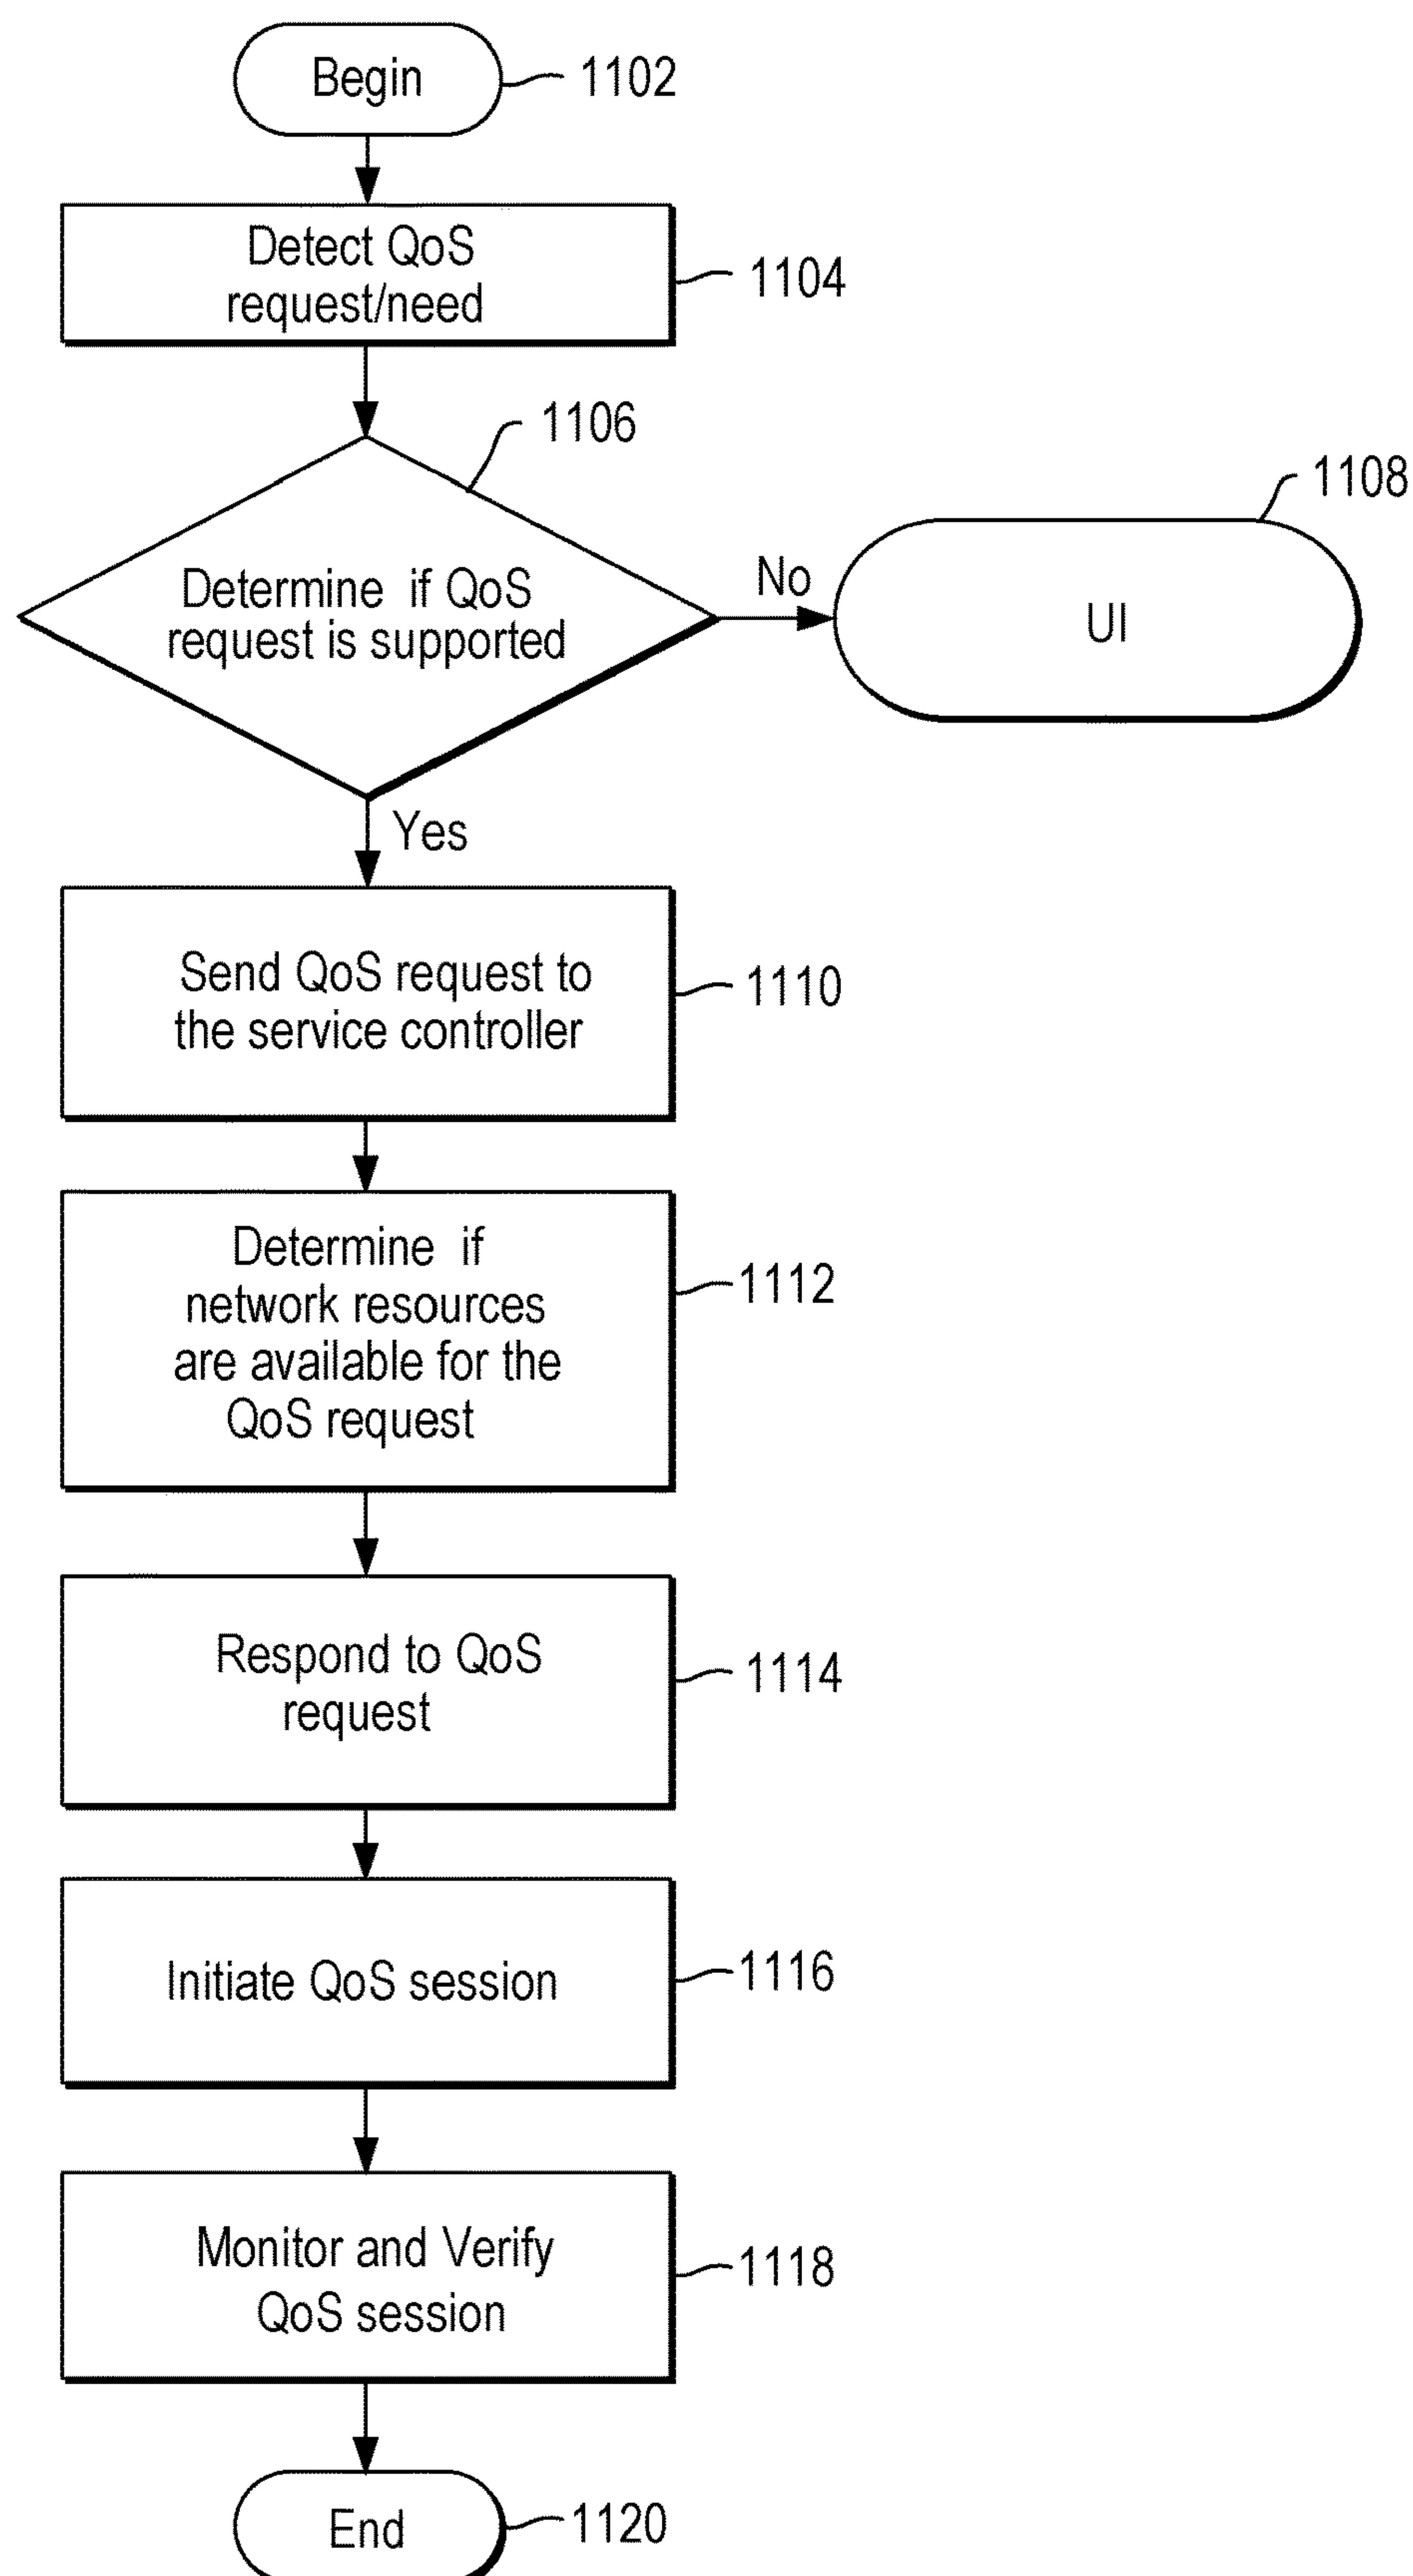 Begin
1102
Detect QoS
request/need
1104
1106
Determine if QoS
request is supported
No
1108
UI
Yes
Send QoS request to
the service controller
1110
Determine if
network resources
are available for the
QoS request
1112
Respond to QoS
request
1114
Initiate QoS session
1116
Monitor and Verify
QoS session
1118
End
1120